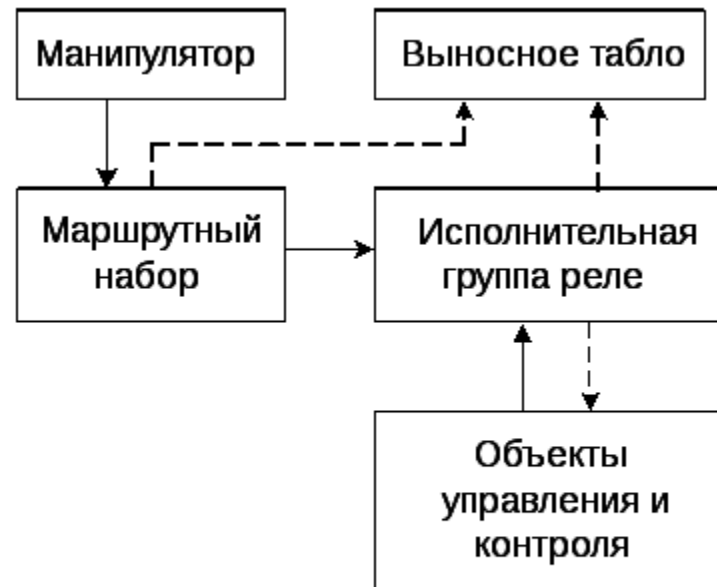 Манипулятор
Выносное табло
Маршрутный
набор
Исполнительная
группа реле
Объекты
управления и
контроля